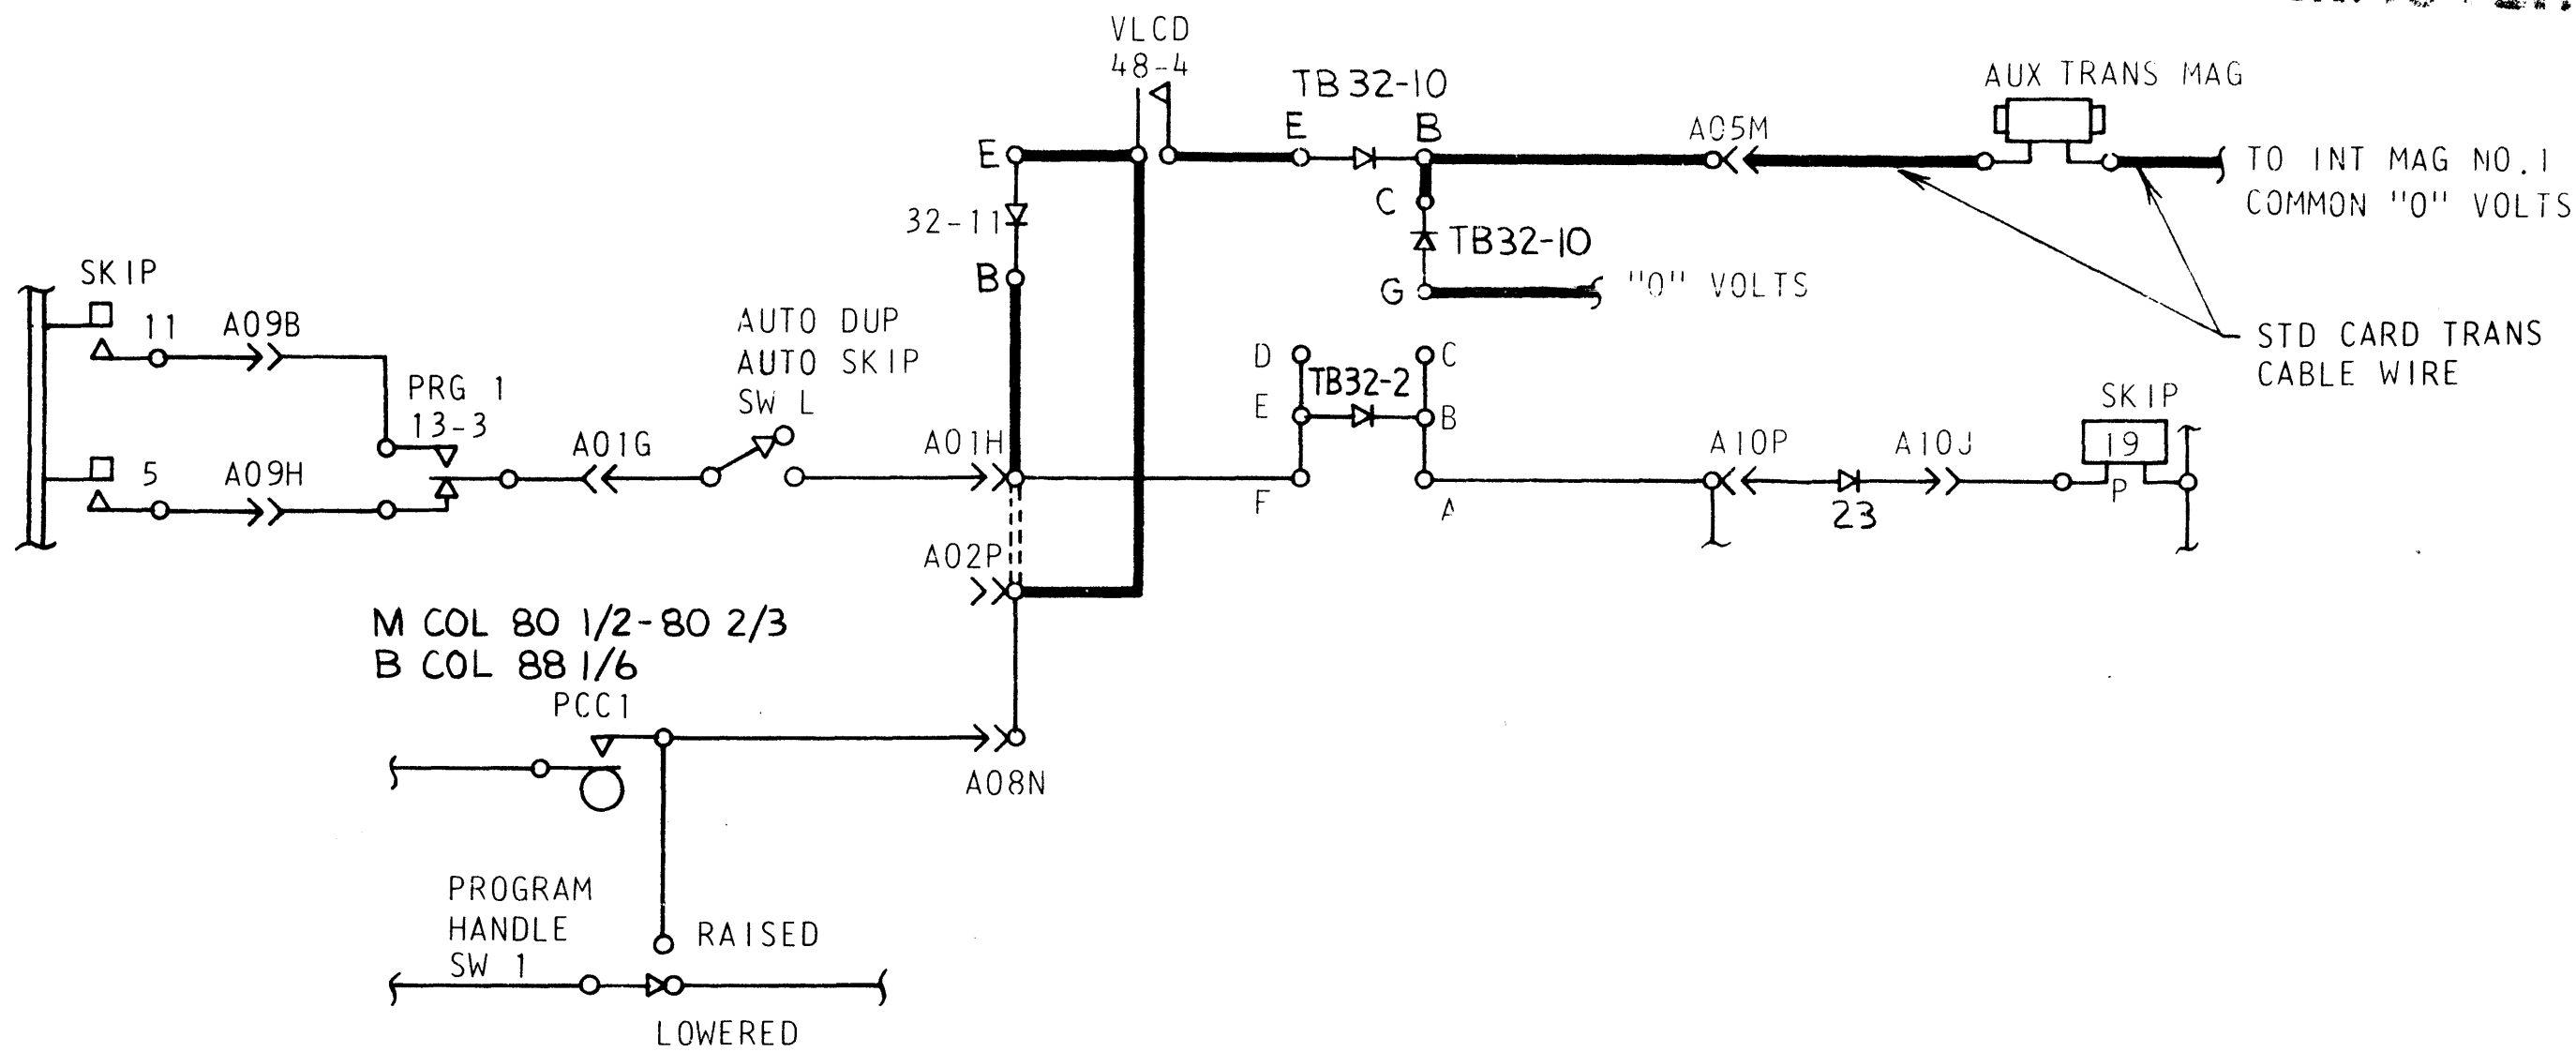 VLCD
48-4
TB32-10
E
B
A05M
AUX TRANS MAG
TO INT MAG NO.1
COMMON "0" VOLTS
E
32-11
B
C
TB32-10
G
"0" VOLTS
STD CARD TRANS
CABLE WIRE
SKIP
11
A09B
PRG 1
13-3
5
A09H
A01G
AUTO DUP
AUTO SKIP
SW L
A01H
D
E
F
TB32-2
C
B
A
A10P
23
A10J
SKIP
19
P
A02P
M COL 80 1/2-80 2/3
B COL 88 1/6
PCC1
A08N
PROGRAM
HANDLE
SW 1
RAISED
LOWERED